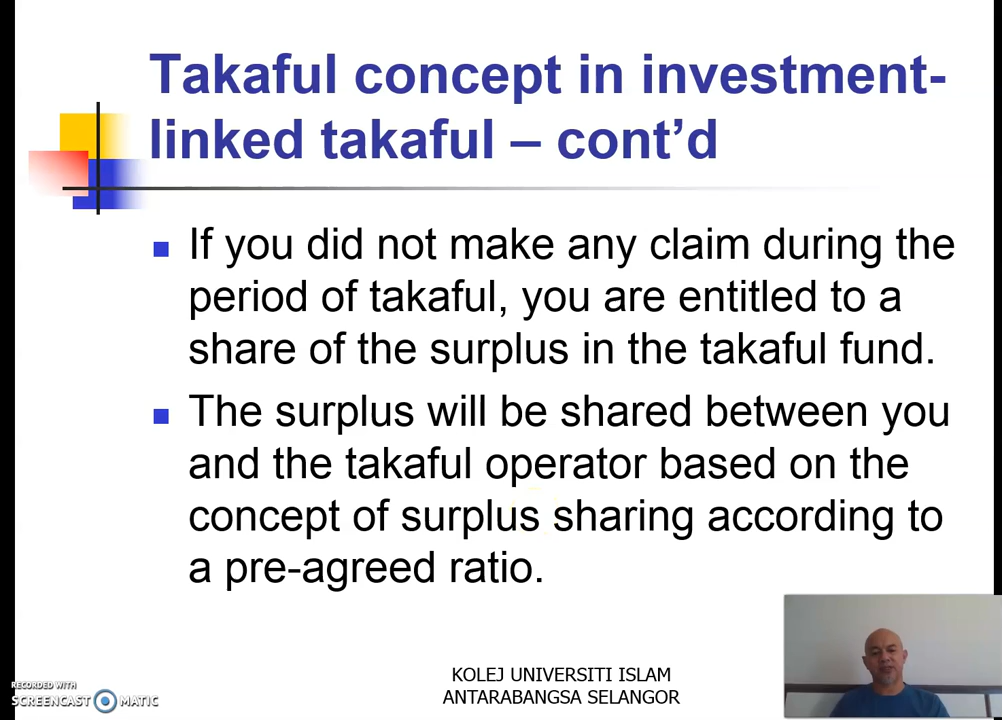 Takaful concept in investment-
linked takaful – cont’d
If you did not make any claim during the
period of takaful, you are entitled to a
share of the surplus in the takaful fund.
The surplus will be shared between you
and the takaful operator based on the
concept of surplus sharing according to
a pre-agreed ratio.
KOLEJ UNIVERSITI ISLAM
ANTARABANGSA SELANGOR
RECORDED WITH
SCREENCAST MATIC